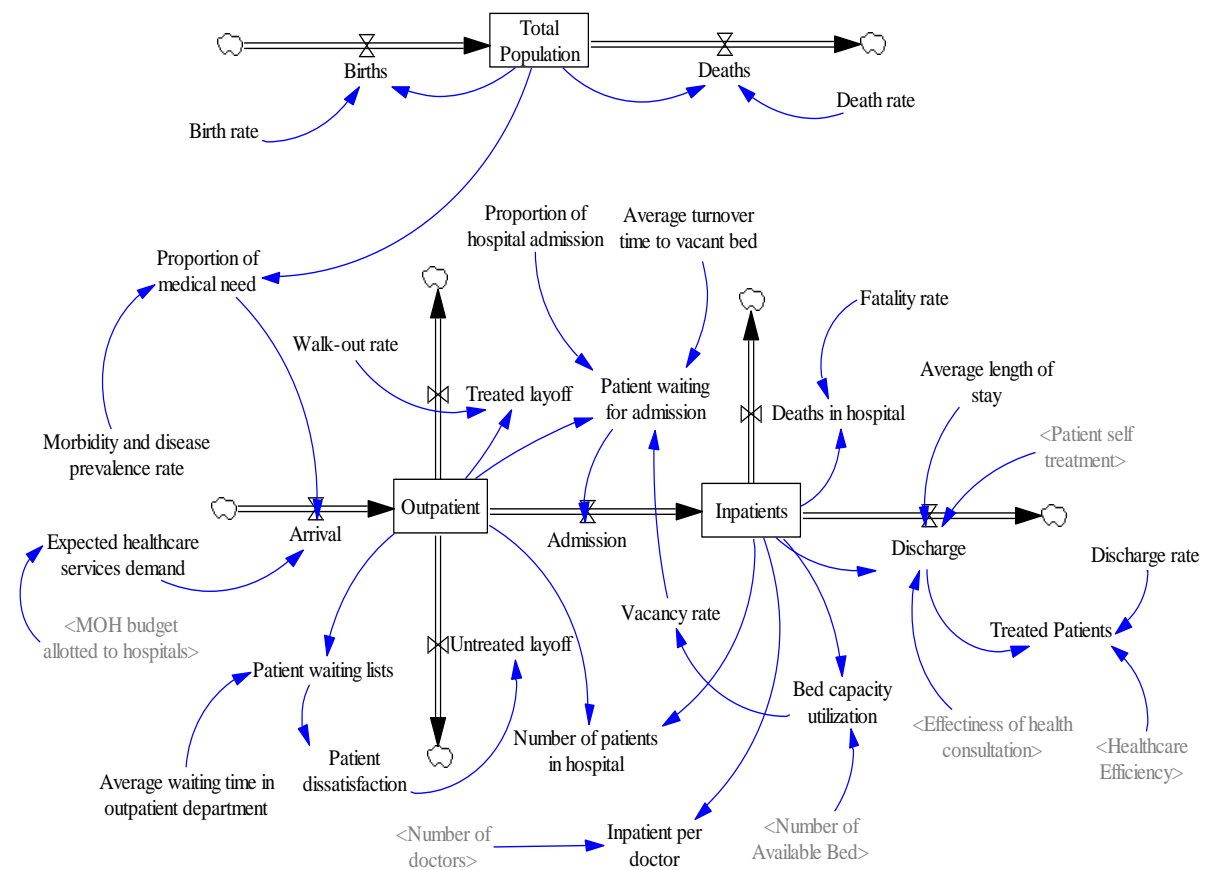 Total
Population
Births
Deaths
Birth rate
Death rate
Proportion of
hospital admission
Average turnover
time to vacant bed
Proportion of
medical need
Fatality rate
Walk-out rate
Treated layoff
Patient waiting
for admission
Deaths in hospital
Average length of
stay
Morbidity and disease
prevalence rate
<Patient self
treatment>
Outpatient
Inpatients
Arrival
Admission
Discharge
Expected healthcare
services demand
Discharge rate
<MOH budget
allotted to hospitals>
Vacancy rate
Untreated layoff
Treated Patients
Patient waiting lists
Bed capacity
utilization
<Effectiness of health
consultation>
Number of patients
in hospital
<Healthcare
Efficiency>
Average waiting time in
outpatient department
Patient
dissatisfaction
<Number of
doctors>
Inpatient per
doctor
<Number of
Available Bed>